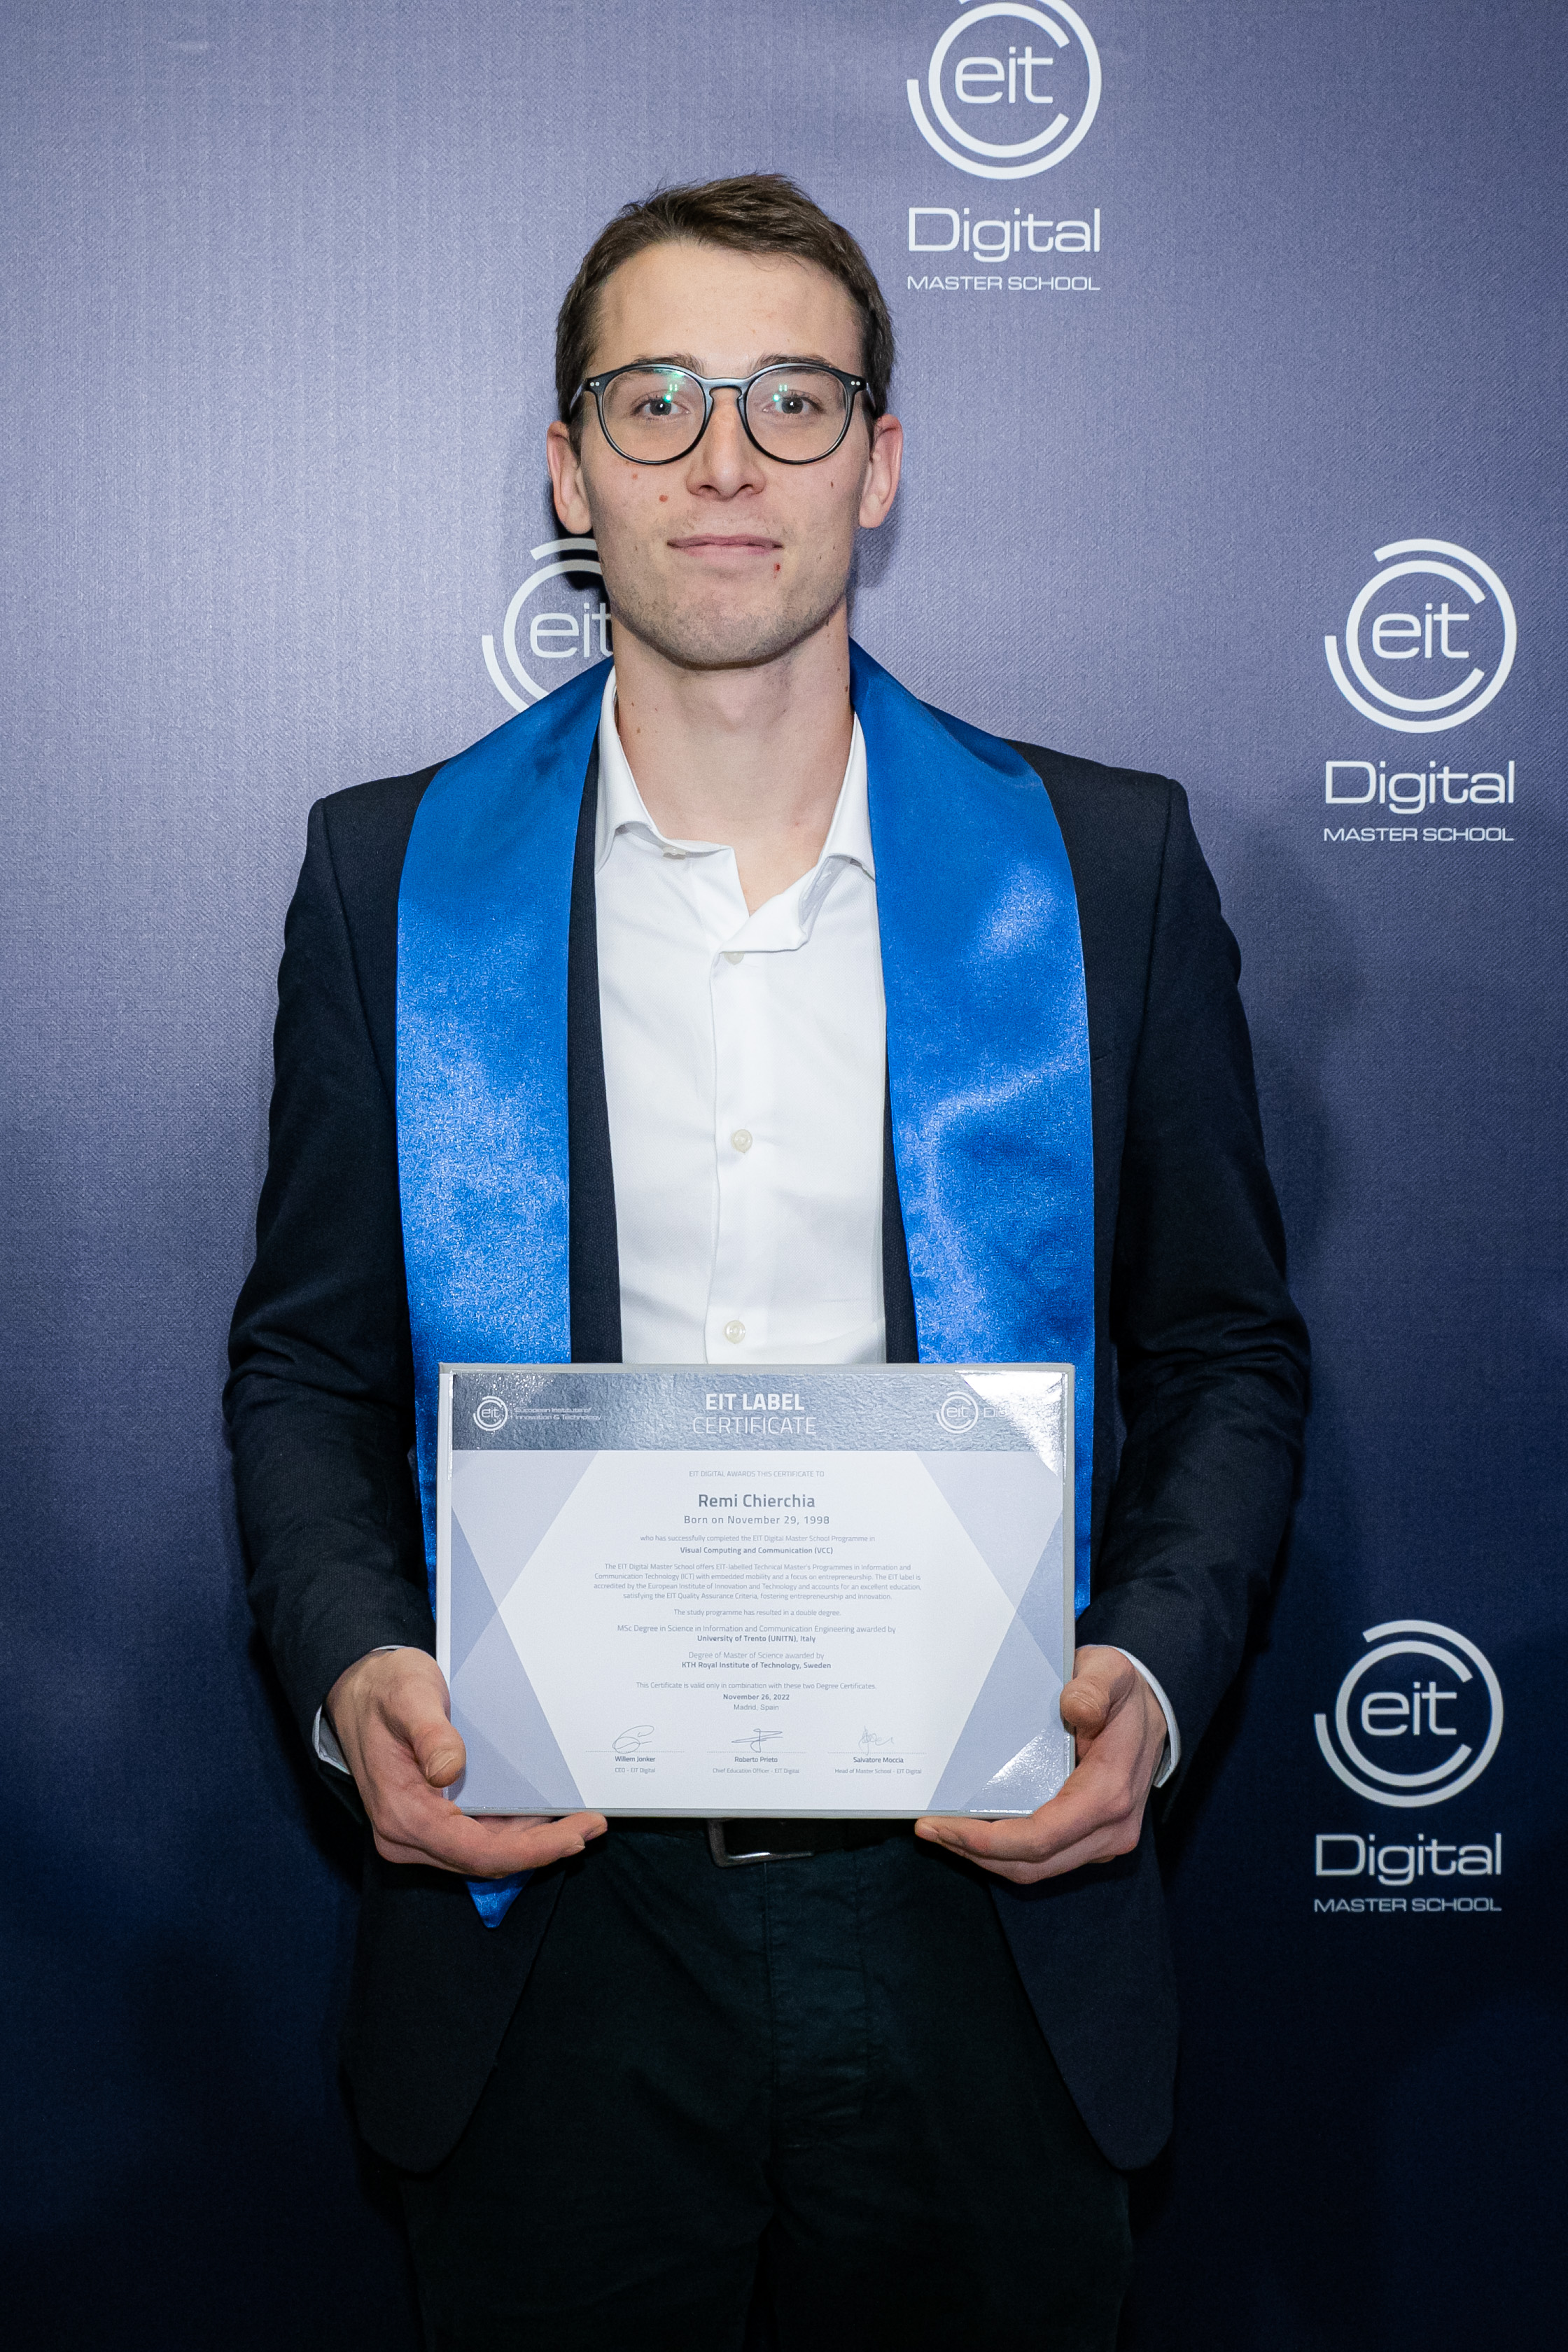 eit
Digital
MASTER SCHOOL
eit
eit
Digital
MASTER SCHOOL
eit
European Institute of
Innovation & Technology
EIT LABEL
CERTIFICATE
eit
EIT DIGITAL AWARDS THIS CERTIFICATE TO
Remi Chierchia
Born on November 29, 1998
who has successfully completed the EIT Digital Master School Programme in
Visual Computing and Communication (VCC)
The EIT Digital Master School offers EIT-labelled Technical Master's Programmes in Information and
Communication Technology (ICT) with embedded mobility and a focus on entrepreneurship. The EIT label is
accredited by the European Institute of Innovation and Technology and accounts for an excellent education,
satisfying the EIT Quality Assurance Criteria, fostering entrepreneurship and innovation.
The study programme has resulted in a double degree.
MSc Degree in Science in Information and Communication Engineering awarded by
University of Trento (UNITN), Italy
Degree of Master of Science awarded by
KTH Royal Institute of Technology, Sweden
This Certificate is valid only in combination with these two Degree Certificates.
November 26, 2022
Madrid, Spain
Willem Jonker
CEO - EIT Digital
Roberto Prieto
Chief Education Officer - EIT Digital
Salvatore Moccia
Head of Master School - EIT Digital
eit
Digital
MASTER SCHOOL